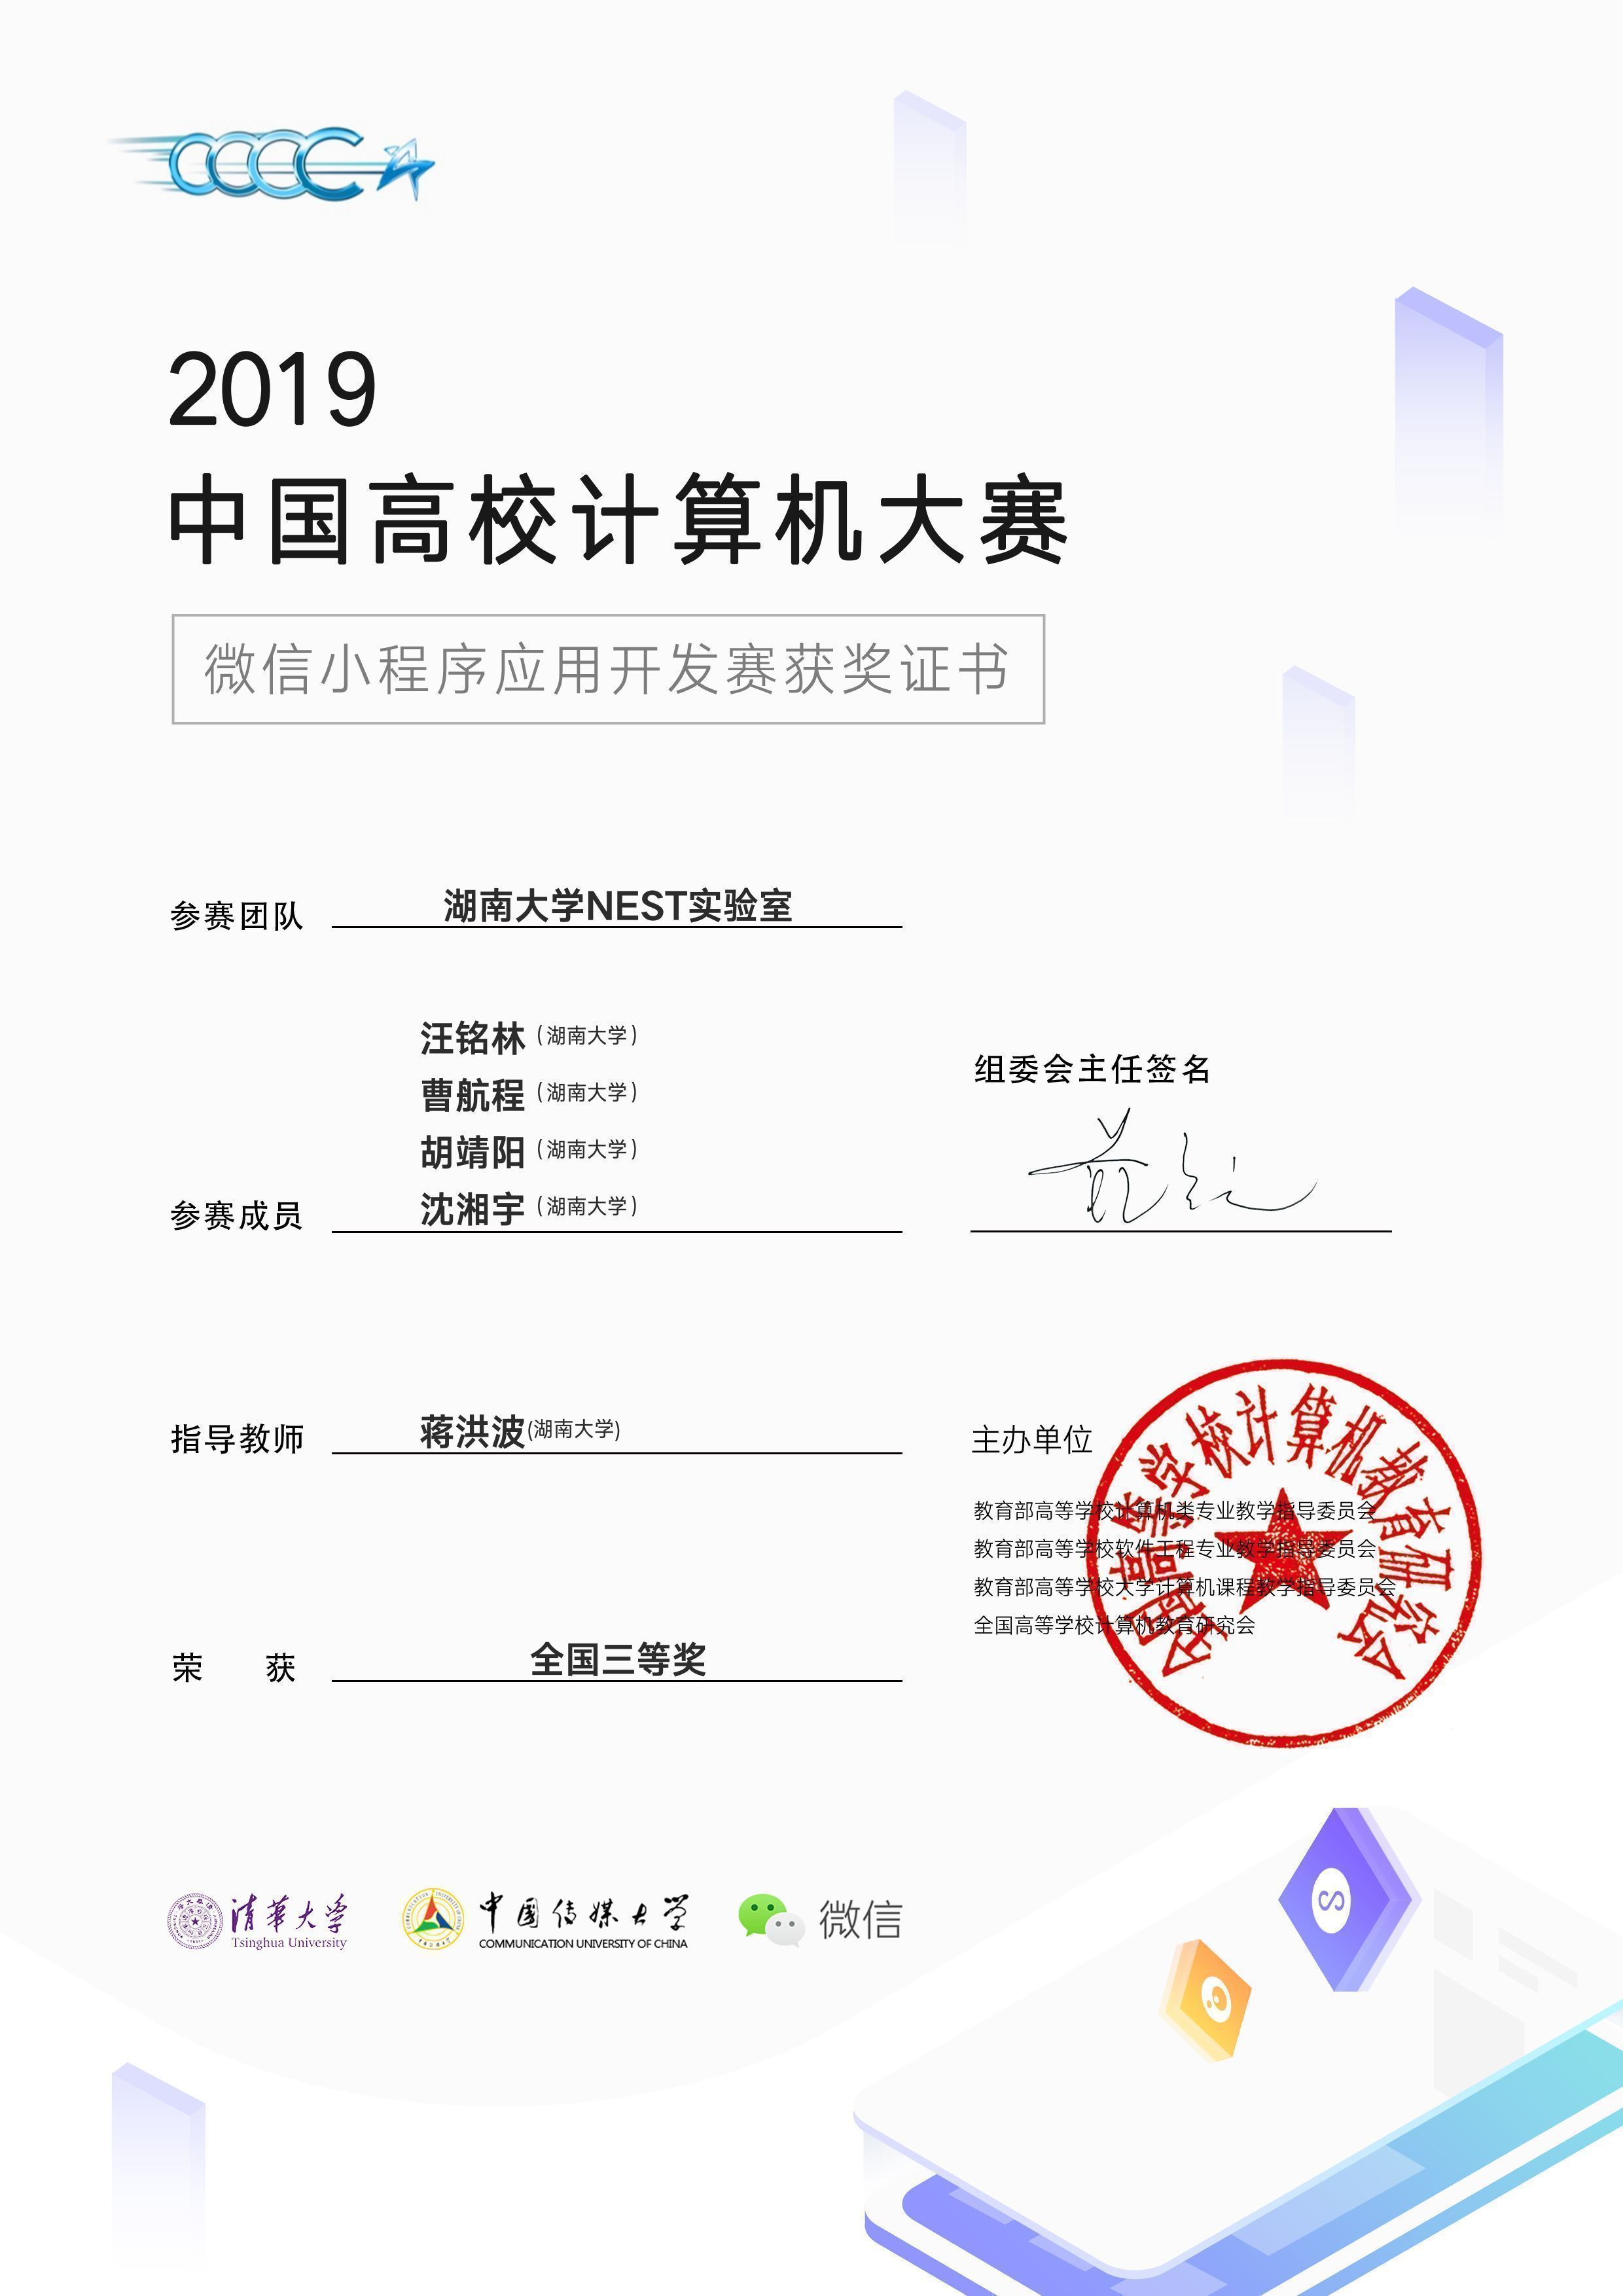 CCCC
2019
中国高校计算机大赛
微信小程序应用开发赛获奖证书
参赛团队 湖南大学NEST实验室
汪铭林（湖南大学）
曹航程（湖南大学）
胡靖阳（湖南大学）
参赛成员 沈湘宇（湖南大学）
组委会主任签名
指导教师 蒋洪波(湖南大学)
荣 获 全国三等奖
主办单位
教育部高等学校计算机类专业教学指导委员会
教育部高等学校软件工程专业教学指导委员会
教育部高等学校大学计算机课程教学指导委员会
全国高等学校计算机教育研究会
全国高等学校计算机教育研究会
清华大学
Tsinghua University
中国传媒大学
COMMUNICATION UNIVERSITY OF CHINA
微信